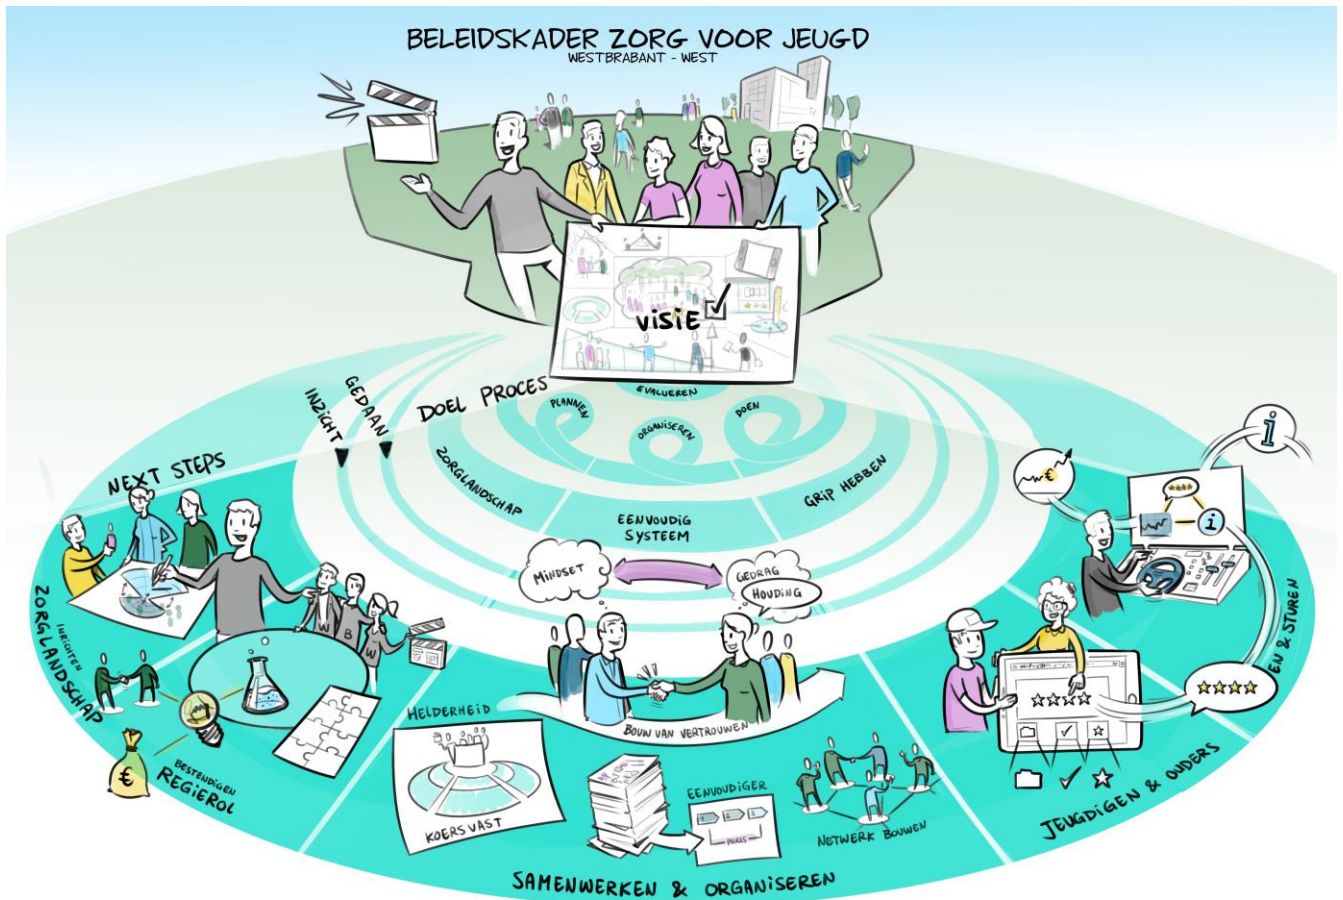 BELEIDSKADER ZORG VOOR JEUGD
WESTBRABANT - WEST
VISIE
EVALUEREN
PLANNEN
ORGANISEREN
DOEN
DOEL PROCES
GEDAAN
INZICHT
NEXT STEPS
ZORGLANDSCHAP
EENVOUDIG
SYSTEEM
GRIP HEBBEN
MINDSET
GEDRAG
HOUDING
BOUW VAN VERTROUWEN
ZORGLANDSCHAP
INRICHTEN
W
B
W
€
BESTENDIGEN
REGIEROL
HELDERHEID
KOERSVAST
EENVOUDIGER
PROCES
NETWERK BOUWEN
SAMENWERKEN & ORGANISEREN
JEUGDIGEN & OUDERS
EN & STUREN
€
i
i